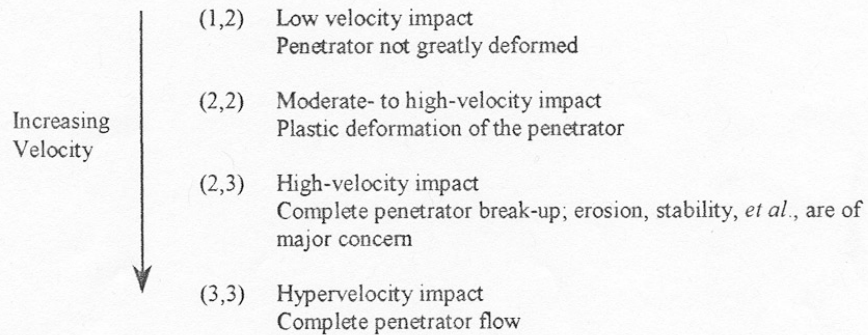 (1,2) Low velocity impact
Penetrator not greatly deformed
(2,2) Moderate- to high-velocity impact
Plastic deformation of the penetrator
Increasing
Velocity
(2,3) High-velocity impact
Complete penetrator break-up; erosion, stability, et al., are of
major concern
(3,3) Hypervelocity impact
Complete penetrator flow